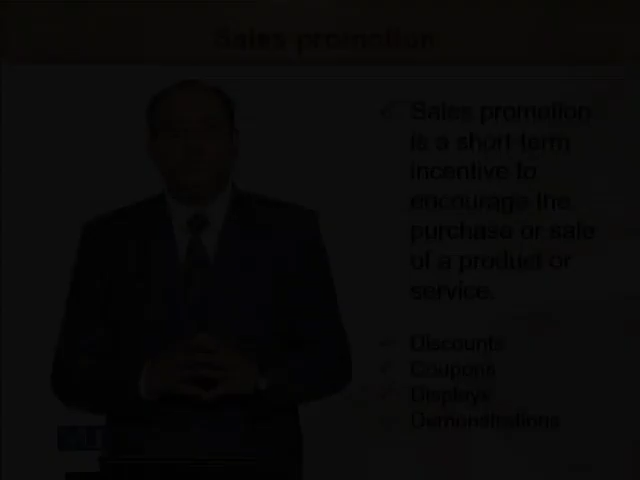 Sales promotion
Sales promotion
is a short-term
incentive to
encourage the
purchase or sale
of a product or
service.
Discounts
Coupons
Displays
Demonstrations